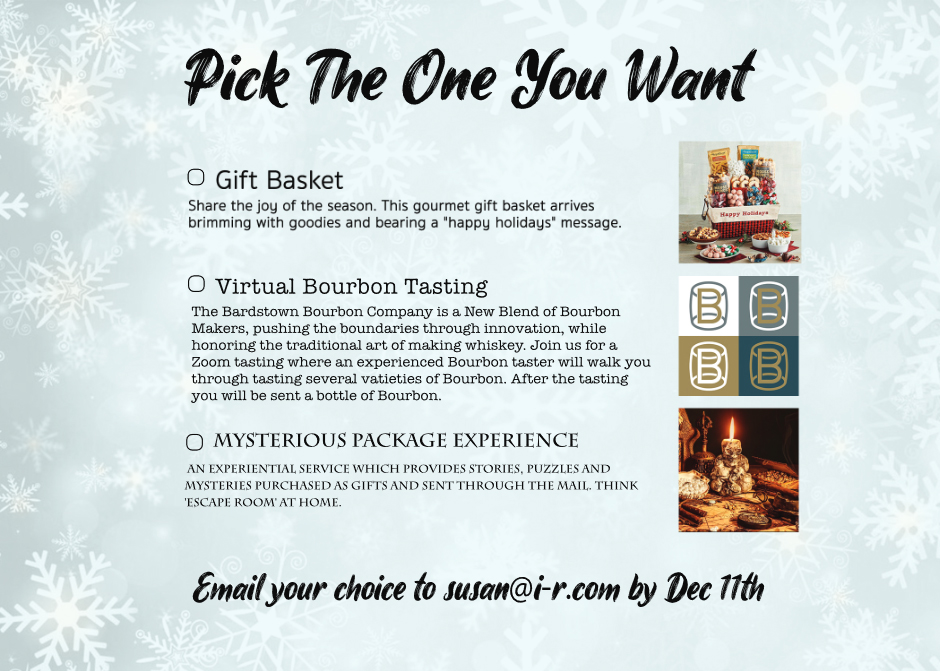 Pick The One You Want
Gift Basket
Share the joy of the season. This gourmet gift basket arrives
brimming with goodies and bearing a "happy holidays" message.
Happy Holidays
Virtual Bourbon Tasting
The Bardstown Bourbon Company is a New Blend of Bourbon
Makers, pushing the boundaries through innovation, while
honoring the traditional art of making whiskey. Join us for a
Zoom tasting where an experienced Bourbon taster will walk you
through tasting several vatieties of Bourbon. After the tasting
you will be sent a bottle of Bourbon.
B B
B B
MYSTERIOUS PACKAGE EXPERIENCE
AN EXPERIENTIAL SERVICE WHICH PROVIDES STORIES, PUZZLES AND
MYSTERIES PURCHASED AS GIFTS AND SENT THROUGH THE MAIL. THINK
'ESCAPE ROOM' AT HOME.
Email your choice to susan@i-r.com by Dec 11th